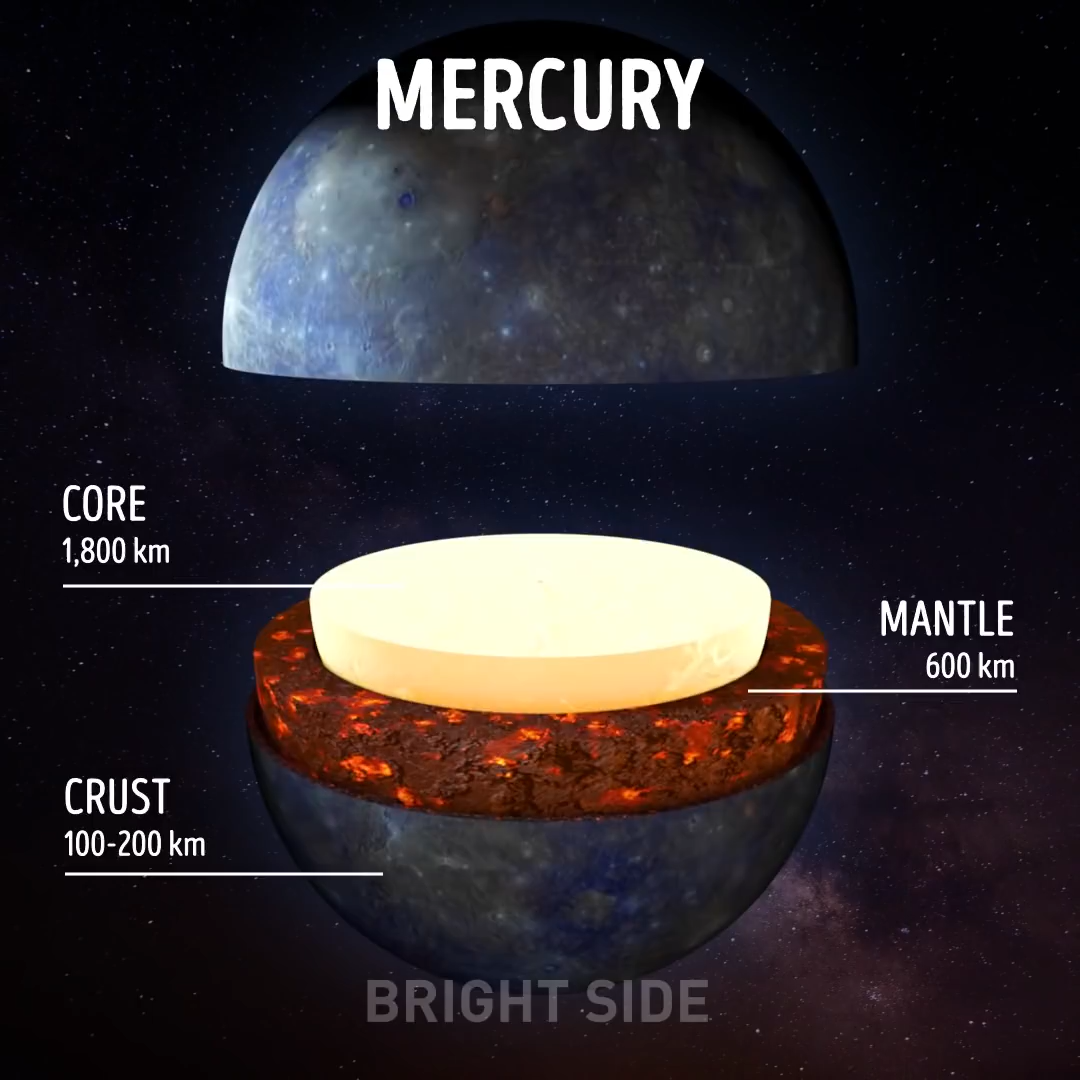 MERCURY
CORE
1,800 km
MANTLE
600 km
CRUST
100-200 km
BRIGHT SIDE